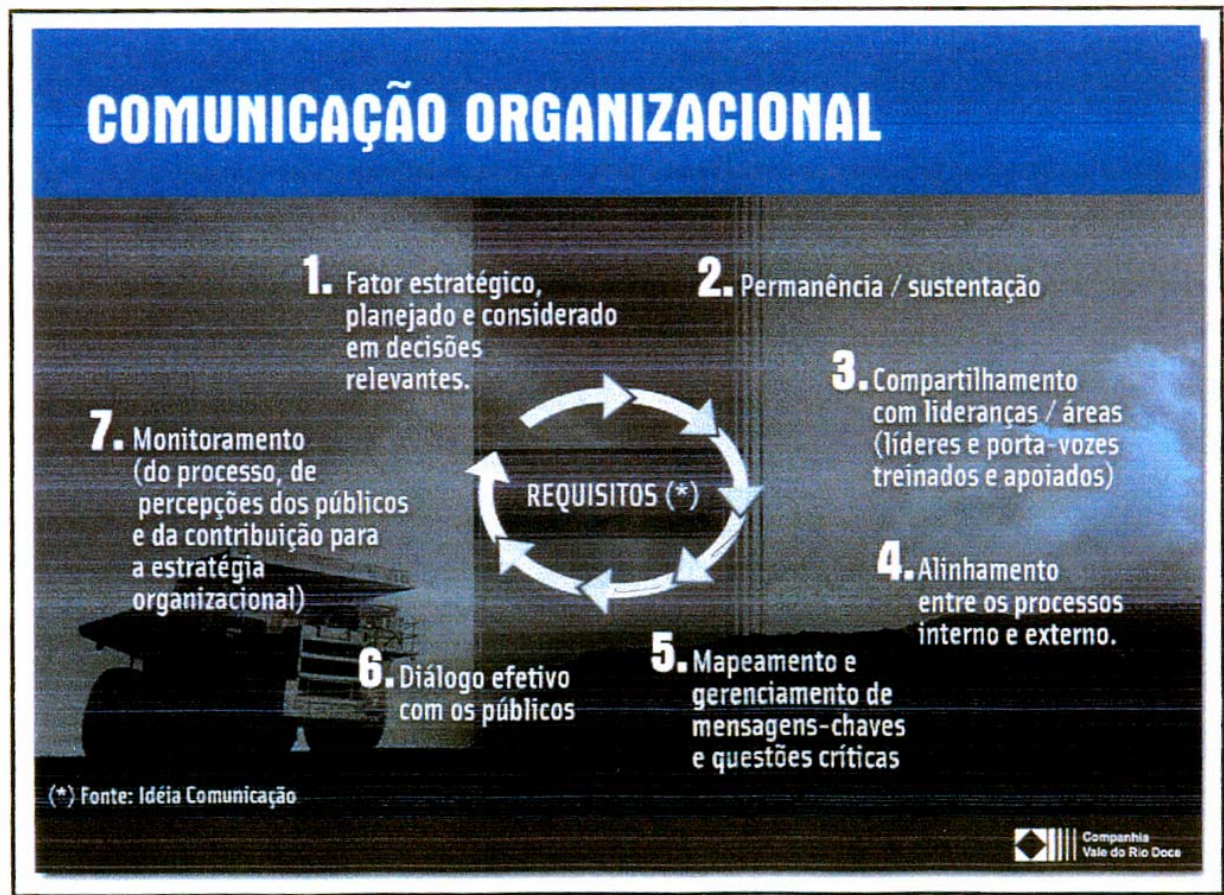 COMUNICAÇÃO ORGANIZACIONAL
1. Fator estratégico,
planejado e considerado
em decisões
relevantes.
2. Permanência / sustentação
3. Compartilhamento
com lideranças / áreas
(líderes e porta-vozes
treinados e apoiados)
4. Alinhamento
entre os processos
interno e externo.
5. Mapeamento e
gerenciamento de
mensagens-chaves
e questões críticas
6. Diálogo efetivo
com os públicos
7. Monitoramento
(do processo, de
percepções dos públicos
e da contribuição para
a estratégia
organizacional)
REQUISITOS (*)
(*) Fonte: Idéia Comunicação
Companhia
Vale do Rio Doce